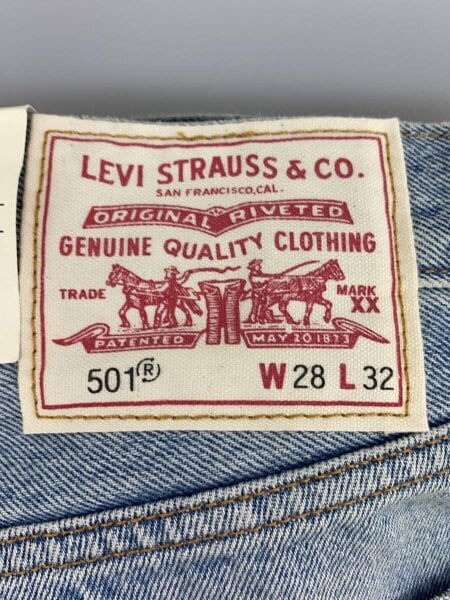 LEVI STRAUSS & CO.
SAN FRANCISCO, CAL.
ORIGINAL RIVETED
GENUINE QUALITY CLOTHING
TRADE MARK
XX
PATENTED MAY 20 1873
501® W 28 L 32